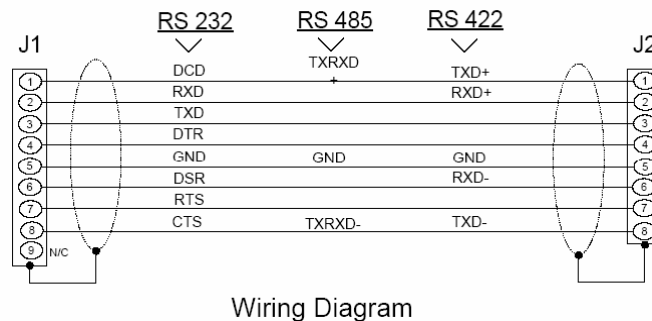 RS 232 RS 485 RS 422
J1 J2
DCD TXRXD + TXD+
1 1
RXD RXD+
2 2
TXD
3 3
DTR
4 4
GND GND GND
5 5
DSR RXD-
6 6
RTS
7 7
CTS TXRXD- TXD-
8 8
9 N/C
Wiring Diagram